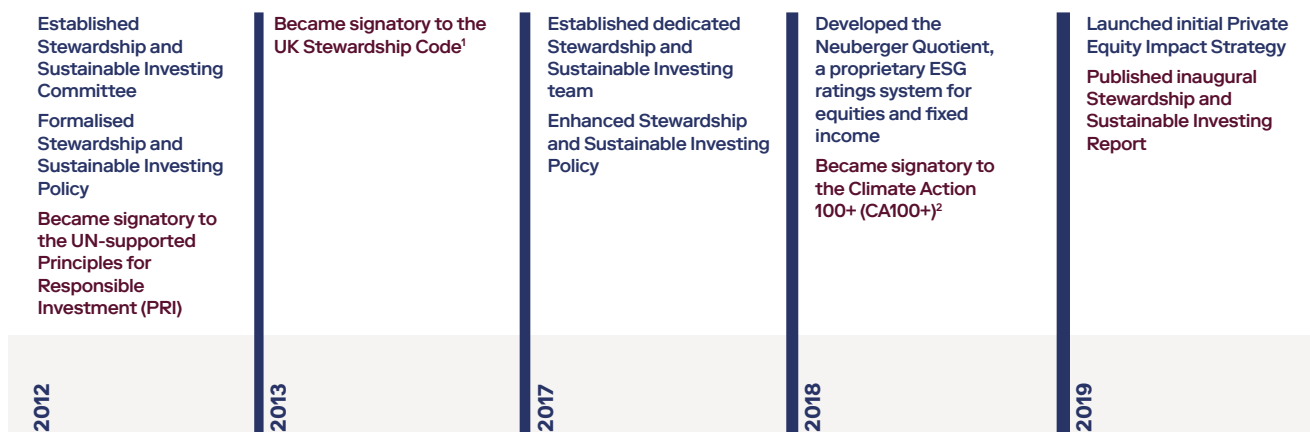 Established
Stewardship and
Sustainable Investing
Committee
Formalised
Stewardship and
Sustainable Investing
Policy
Became signatory to
the UN-supported
Principles for
Responsible
Investment (PRI)
2012
Became signatory to the
UK Stewardship Code¹
2013
Established dedicated
Stewardship and
Sustainable Investing
team
Enhanced Stewardship
and Sustainable Investing
Policy
2017
Developed the
Neuberger Quotient,
a proprietary ESG
ratings system for
equities and fixed
income
Became signatory to
the Climate Action
100+ (CA100+)²
2018
Launched initial Private
Equity Impact Strategy
Published inaugural
Stewardship and
Sustainable Investing
Report
2019